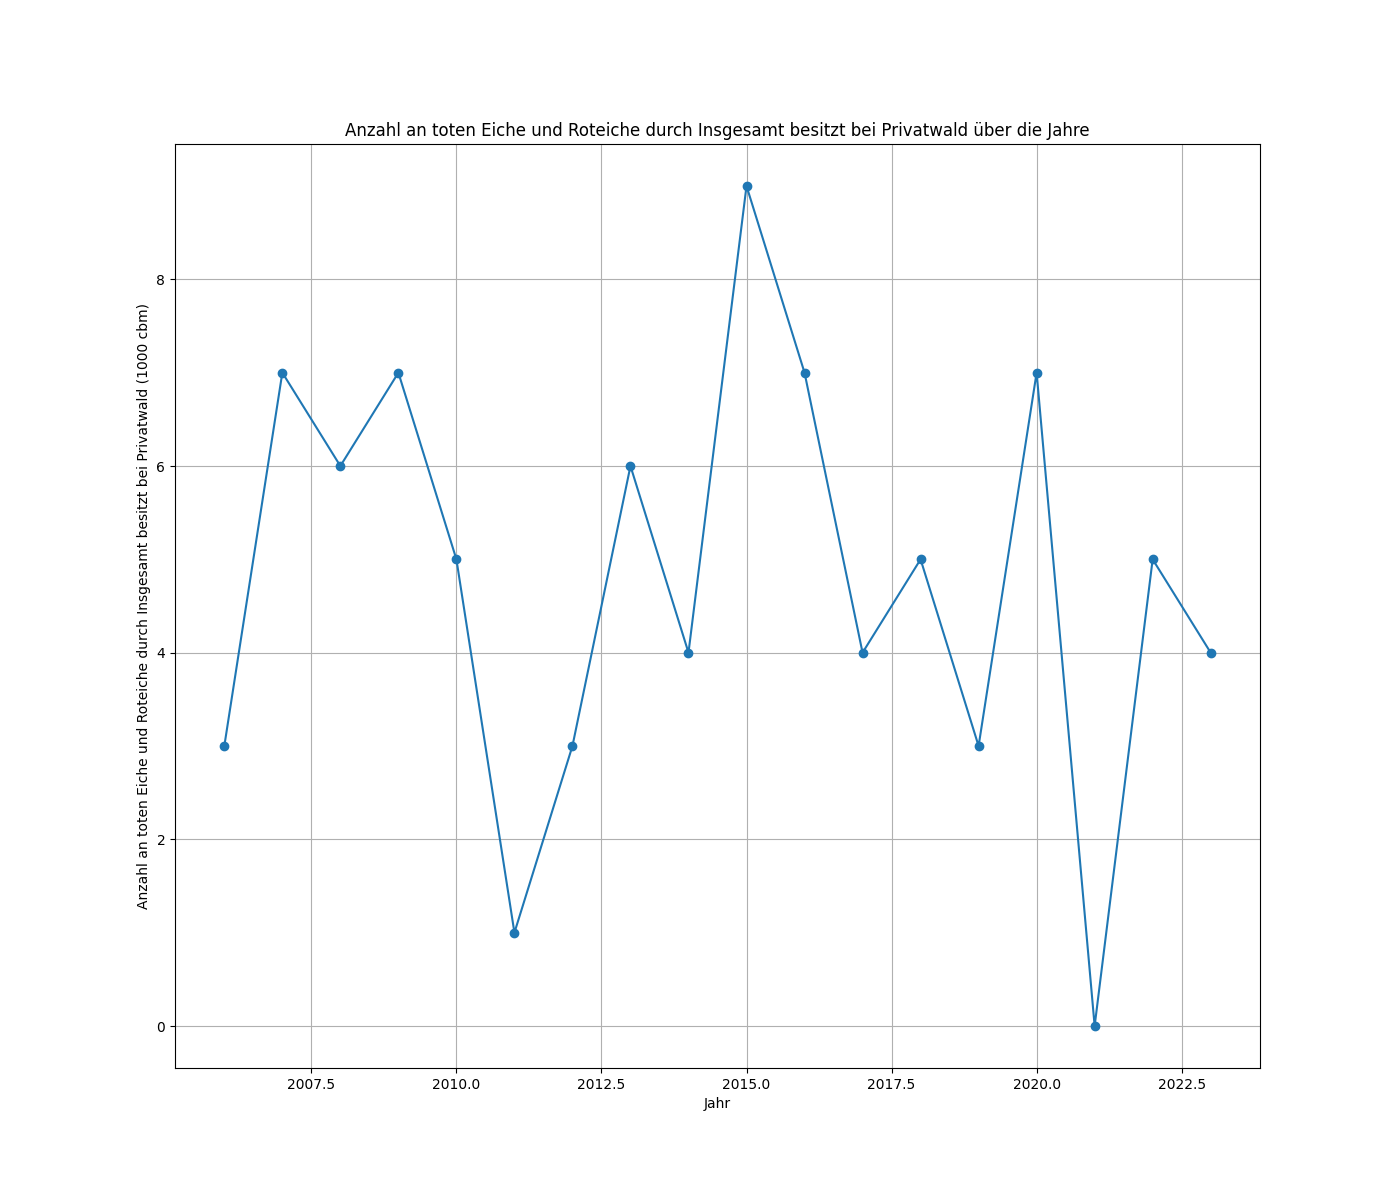 Anzahl an toten Eiche und Roteiche durch Insgesamt besitzt bei Privatwald über die Jahre
Anzahl an toten Eiche und Roteiche durch Insgesamt besitzt bei Privatwald (1000 cbm)
8
6
4
2
0
2007.5 2010.0 2012.5 2015.0 2017.5 2020.0 2022.5
Jahr